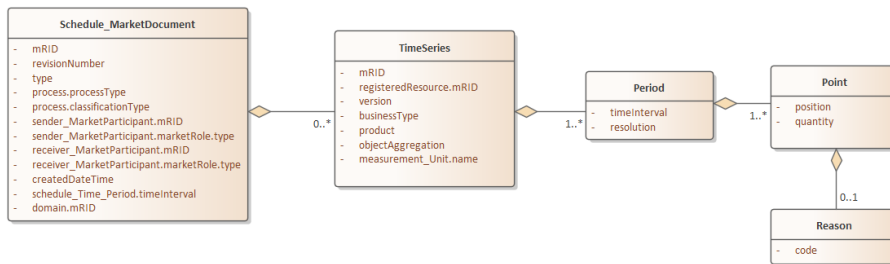 Schedule_MarketDocument
- mRID
- revisionNumber
- type
- process.processType
- process.classificationType
- sender_MarketParticipant.mRID
- sender_MarketParticipant.marketRole.type
- receiver_MarketParticipant.mRID
- receiver_MarketParticipant.marketRole.type
- createdDateTime
- schedule_Time_Period.timeInterval
- domain.mRID
0..*
TimeSeries
- mRID
- registeredResource.mRID
- version
- businessType
- product
- objectAggregation
- measurement_Unit.name
1..*
Period
- timeInterval
- resolution
1..*
Point
- position
- quantity
0..1
Reason
- code